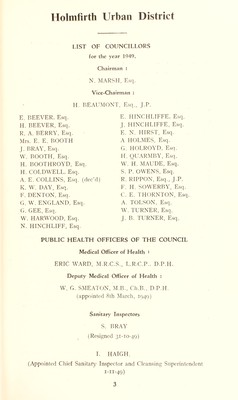 Holmfirth Urban District
LIST OF COUNCILLORS
for the year 1949,
Chairman :
N. MARSH, Esq.
Vice-Chairman :
H. BEAUMONT, Esq., J.P.
E. BEEVER, Esq.
H. BEEVER, Esq.
R. A. BERRY, Esq.
Mrs. E. E. BOOTH
J. BRAY, Esq.
W. BOOTH, Esq.
H. BOOTHROYD, Esq.
H. COLDWELL, Esq.
A. E. COLLINS, Esq. (dec'd)
K. W. DAY, Esq.
F. DENTON, Esq.
G. W. ENGLAND, Esq.
G. GEE, Esq.
W. HARWOOD, Esq.
N. HINCHLIFF, Esq.
E. HINCHLIFFE, Esq.
J. HINCHLIFFE, Esq.
E. N. HIRST, Esq.
A HOLMES, Esq.
G. HOLROYD, Esq.
H. QUARMBY, Esq.
W. H. MAUDE, Esq.
S. P. OWENS, Esq.
R. RIPPON, Esq., J.P.
F. H. SOWERBY, Esq.
C. E. THORNTON, Esq.
A. TOLSON, Esq.
W. TURNER, Esq.
J. B. TURNER, Esq.
PUBLIC HEALTH OFFICERS OF THE COUNCIL
Medical Officer of Health :
ERIC WARD, M.R.C.S., L.R.C.P., D.P.H.
Deputy Medical Officer of Health :
W. G. SMEATON, M.B., Ch.B., D.P.H.
(appointed 8th March, 1949)
Sanitary Inspectors
S. BRAY
(Resigned 31-10-49)
I. HAIGH.
(Appointed Chief Sanitary Inspector and Cleansing Superintendent
1-11-49)
3